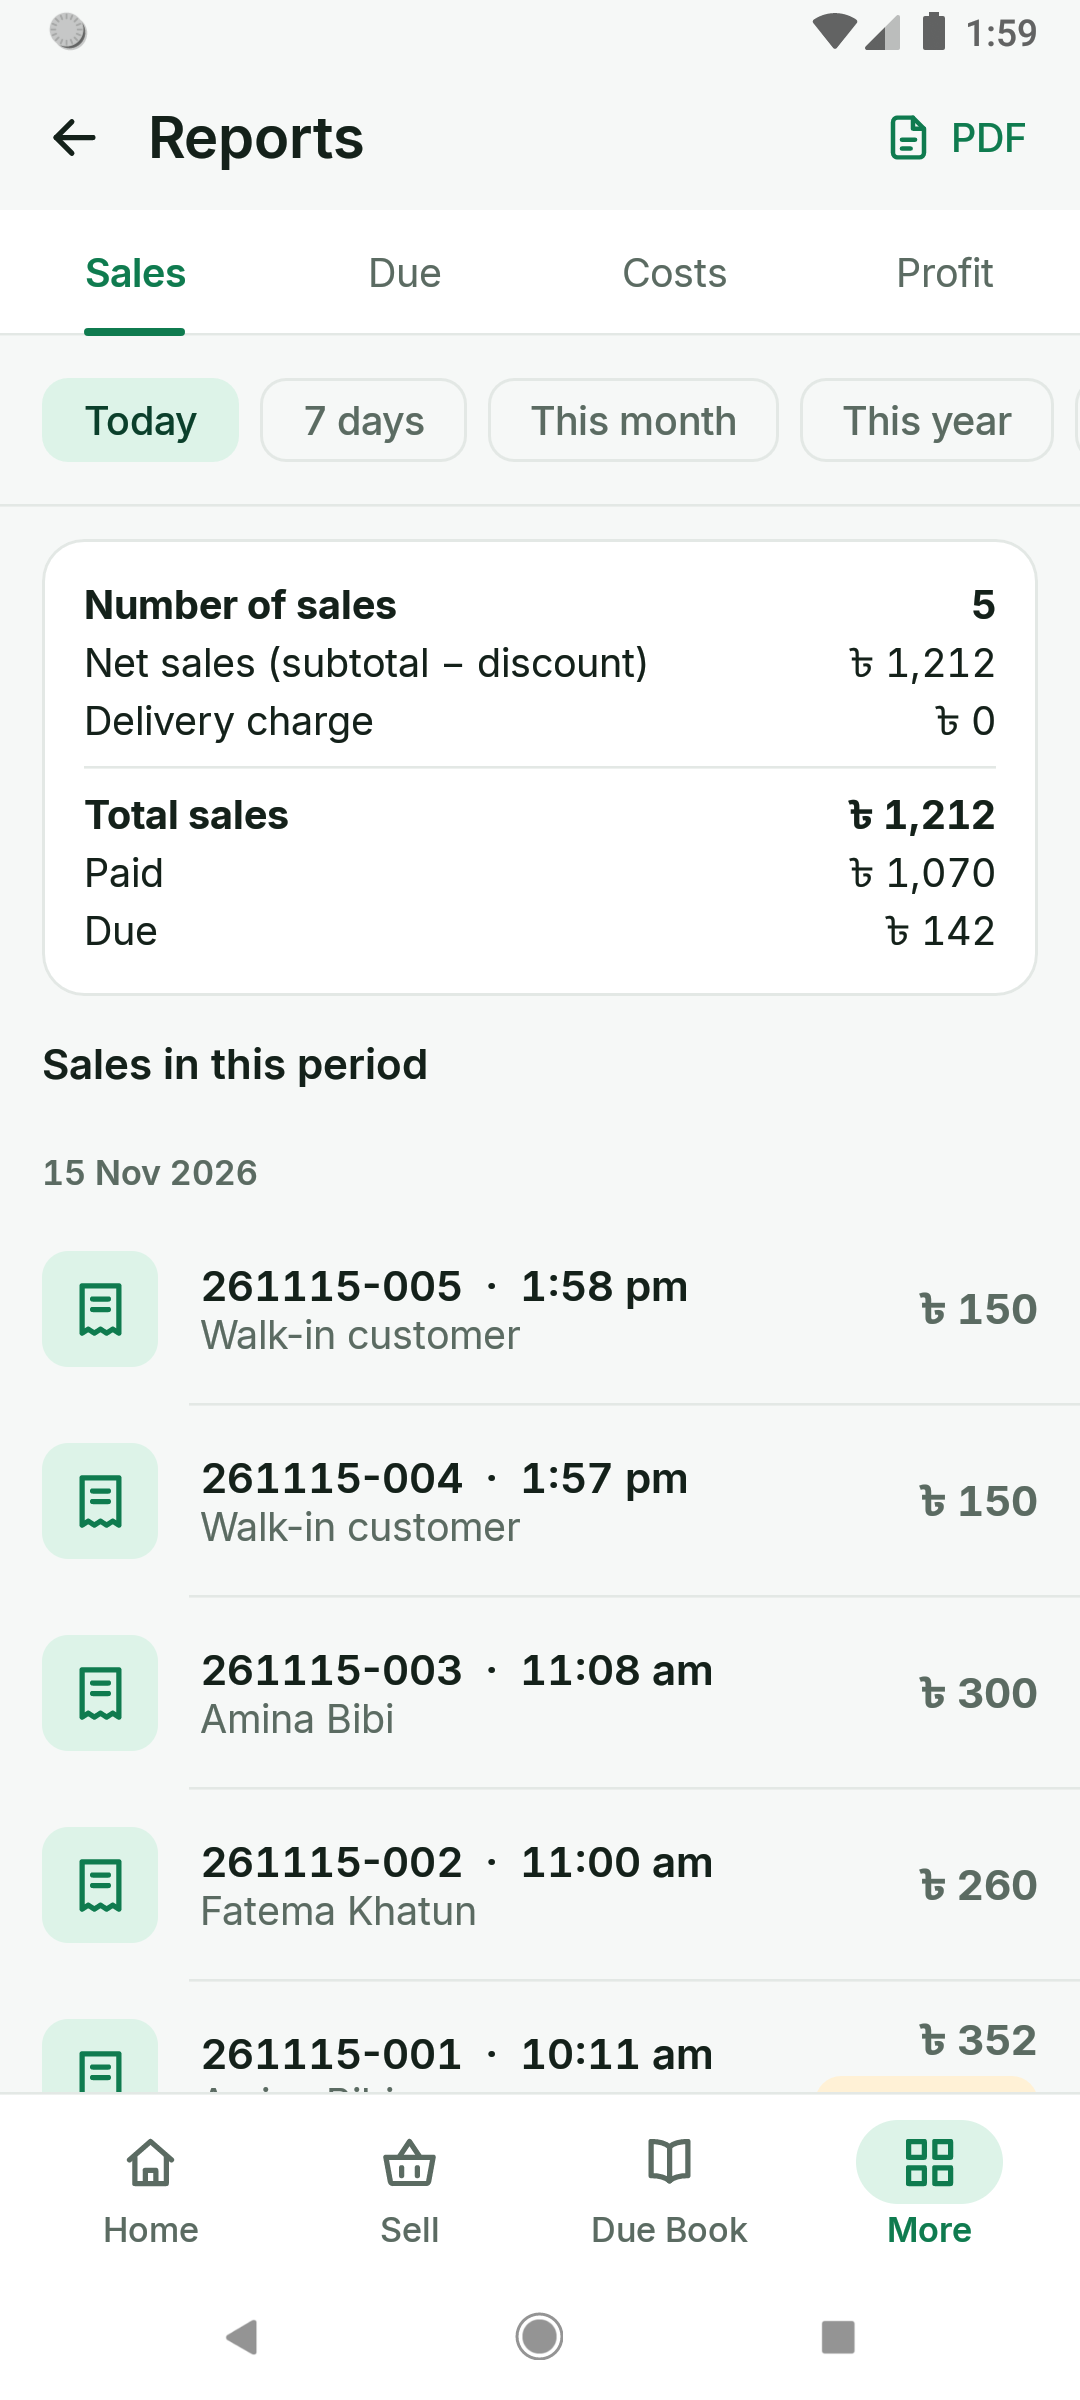 1:59
Reports
PDF
Sales Due Costs Profit
Today 7 days This month This year
Number of sales 5
Net sales (subtotal – discount) ৳ 1,212
Delivery charge ৳ 0
Total sales ৳ 1,212
Paid ৳ 1,070
Due ৳ 142
Sales in this period
15 Nov 2026
261115-005 · 1:58 pm
Walk-in customer
৳ 150
261115-004 · 1:57 pm
Walk-in customer
৳ 150
261115-003 · 11:08 am
Amina Bibi
৳ 300
261115-002 · 11:00 am
Fatema Khatun
৳ 260
261115-001 · 10:11 am
৳ 352
Home Sell Due Book More